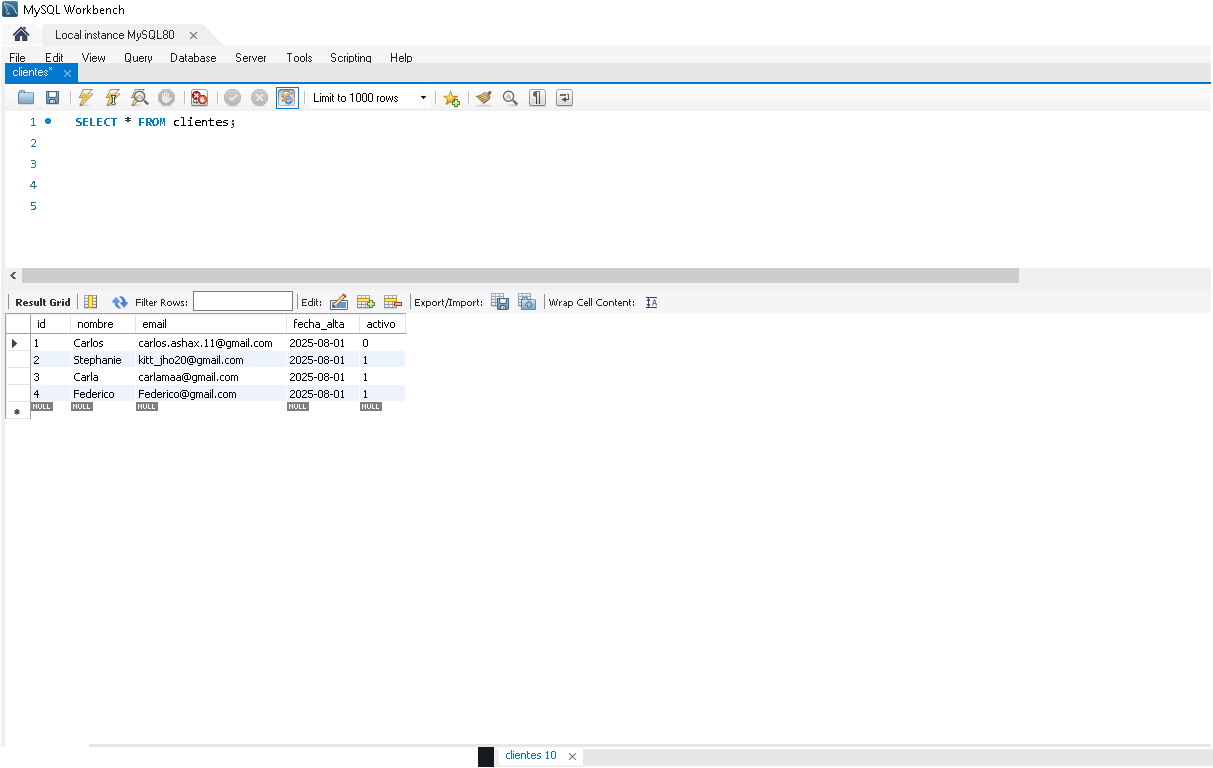 MySQL Workbench
Local instance MySQL80
File Edit View Query Database Server Tools Scripting Help
clientes*
Limit to 1000 rows
1 SELECT * FROM clientes;
2
3
4
5
Result Grid Filter Rows: Edit: Export/Import: Wrap Cell Content:
id nombre email fecha_alta activo
1 Carlos carlos.ashax.11@gmail.com 2025-08-01 0
2 Stephanie kitt_jho20@gmail.com 2025-08-01 1
3 Carla carlamaa@gmail.com 2025-08-01 1
4 Federico Federico@gmail.com 2025-08-01 1
NULL NULL NULL NULL NULL
clientes 10